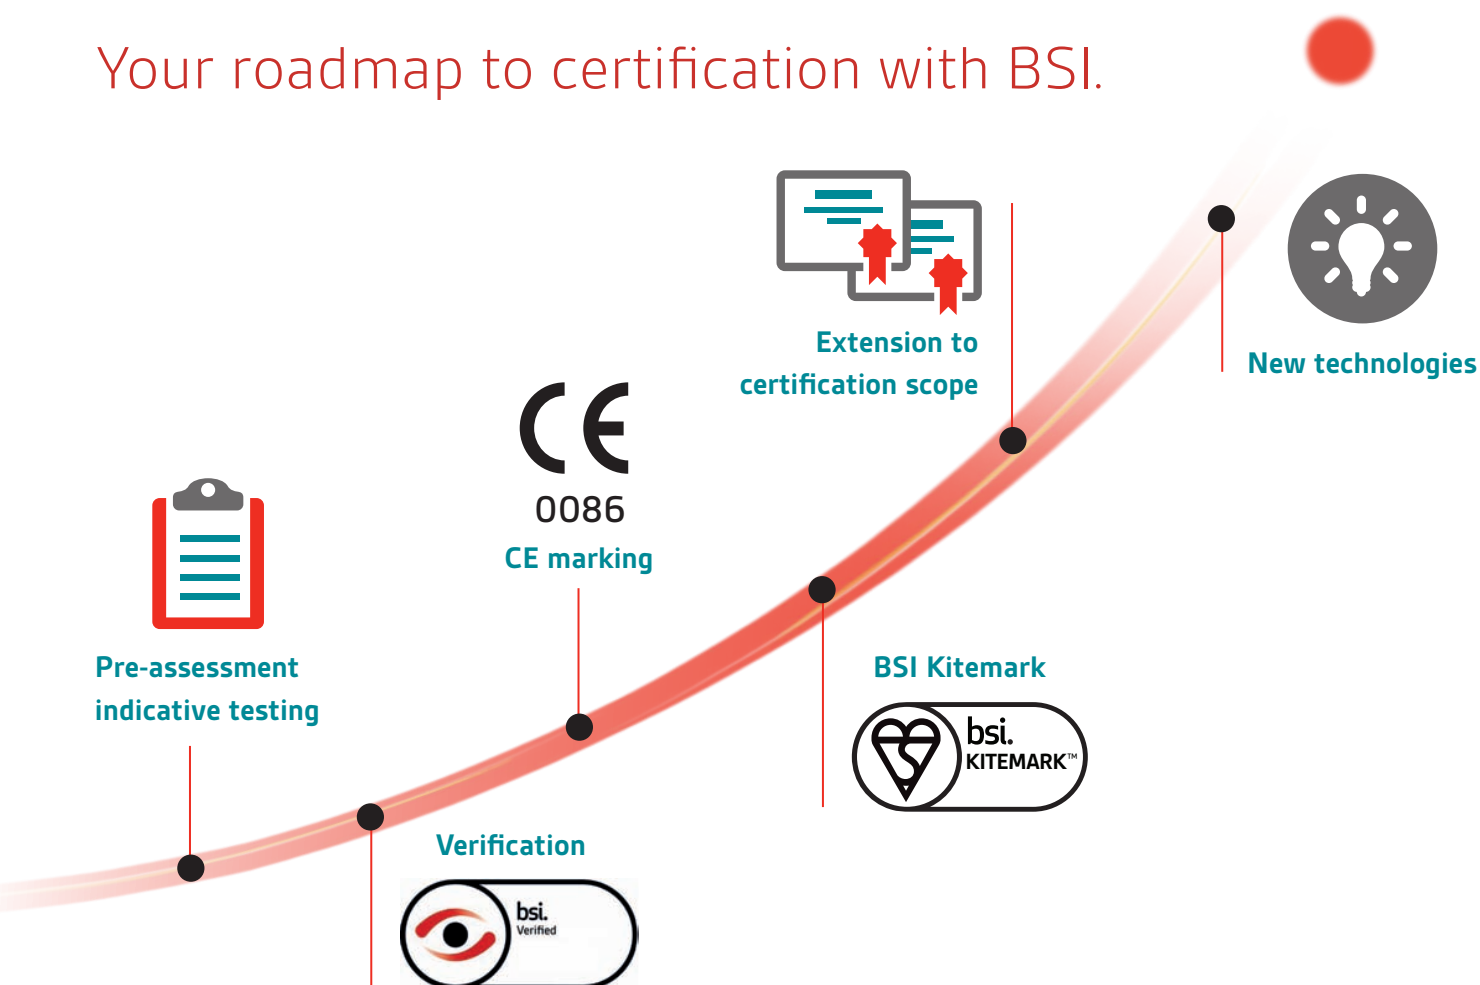 Your roadmap to certification with BSI.
Extension to
certification scope
New technologies
CE
0086
CE marking
Pre-assessment
indicative testing
BSI Kitemark
bsi.
KITEMARK™
Verification
bsi.
Verified